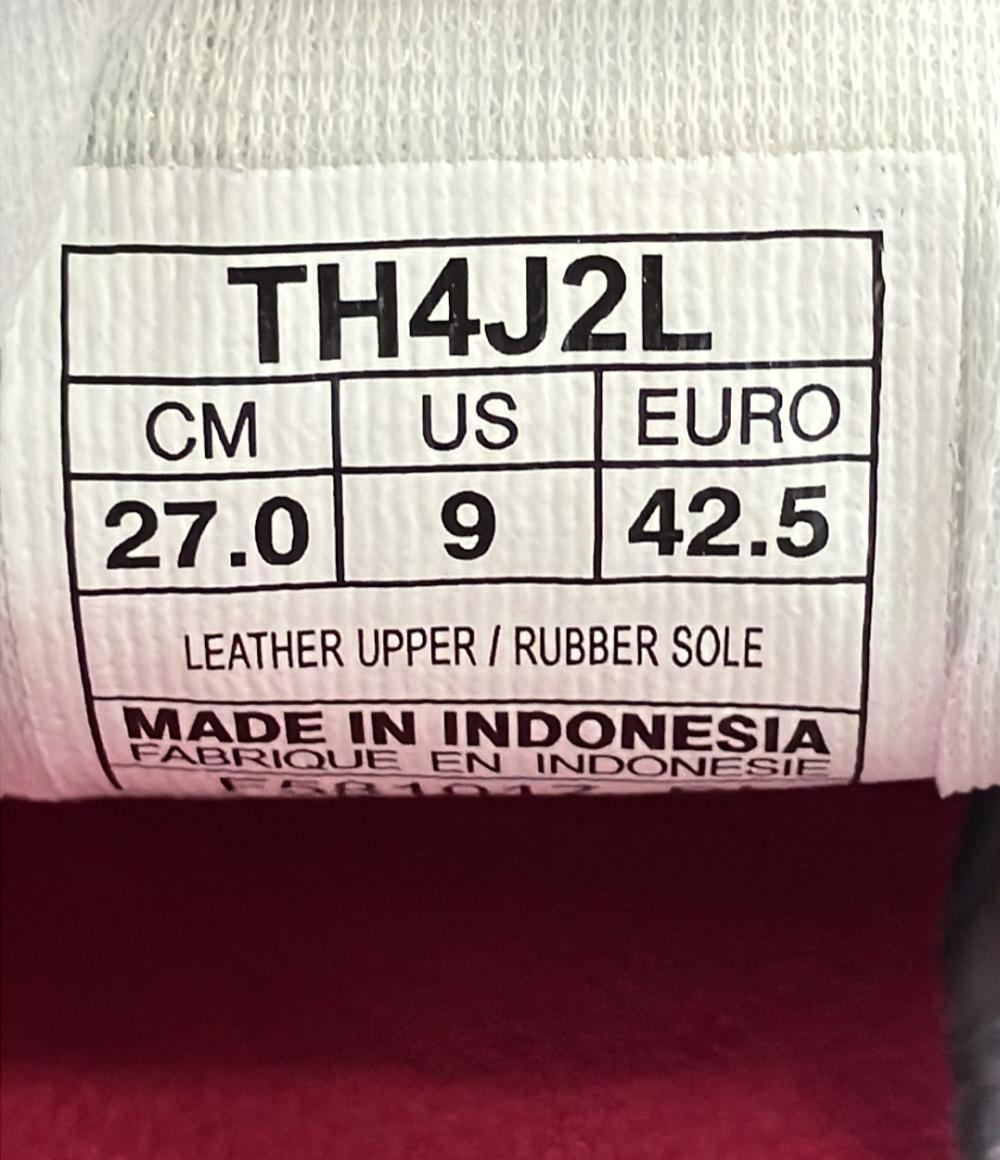 TH4J2L
CM US EURO
27.0 9 42.5
LEATHER UPPER / RUBBER SOLE
MADE IN INDONESIA
FABRIQUE EN INDONESIE